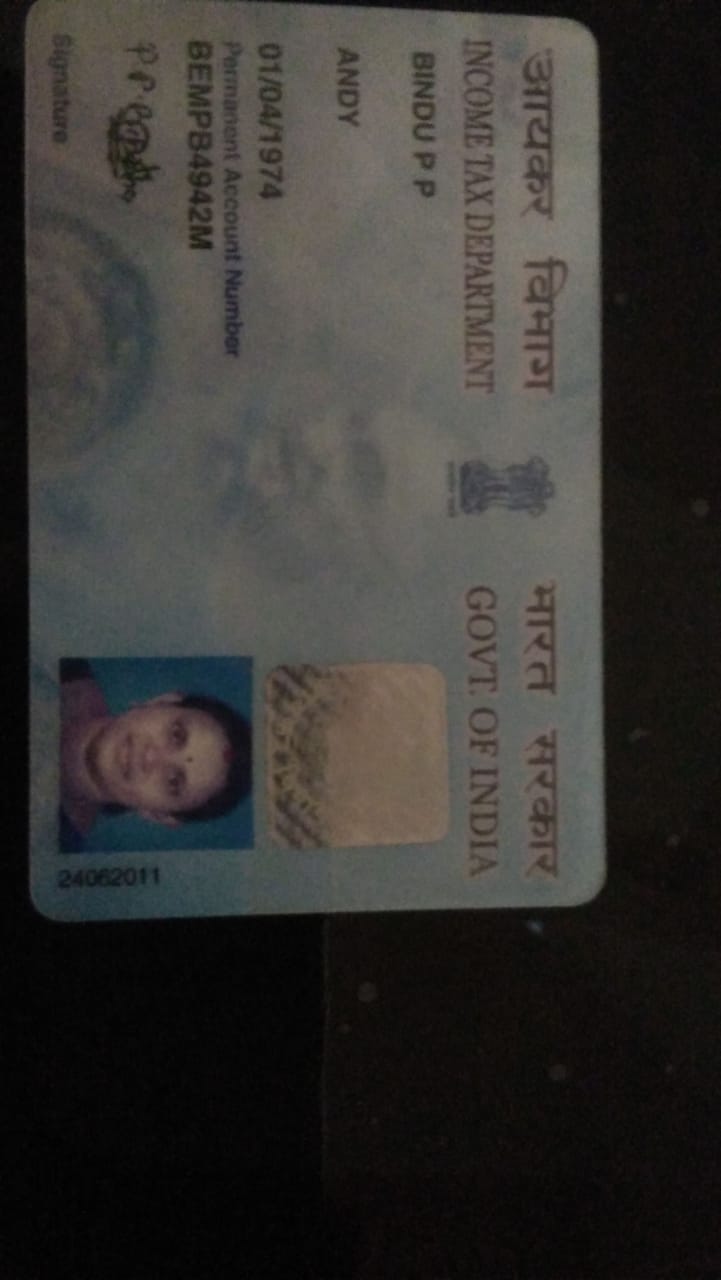 आयकर विभाग
INCOME TAX DEPARTMENT
भारत सरकार
GOVT. OF INDIA
BINDU P P
ANDY
01/04/1974
Permanent Account Number
BEMPB4942M
Signature
24062011